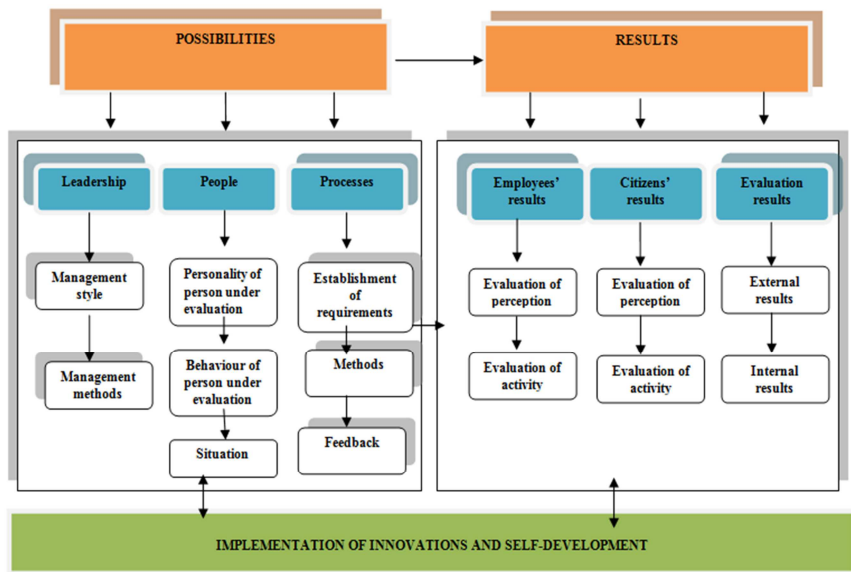 POSSIBILITIES
RESULTS
Leadership
People
Processes
Employees’
results
Citizens’
results
Evaluation
results
Management
style
Management
methods
Personality of
person under
evaluation
Behaviour of
person under
evaluation
Situation
Establishment
of
requirements
Methods
Feedback
Evaluation
of
perception
Evaluation of
activity
Evaluation
of
perception
Evaluation of
activity
External
results
Internal
results
IMPLEMENTATION OF INNOVATIONS AND SELF-DEVELOPMENT